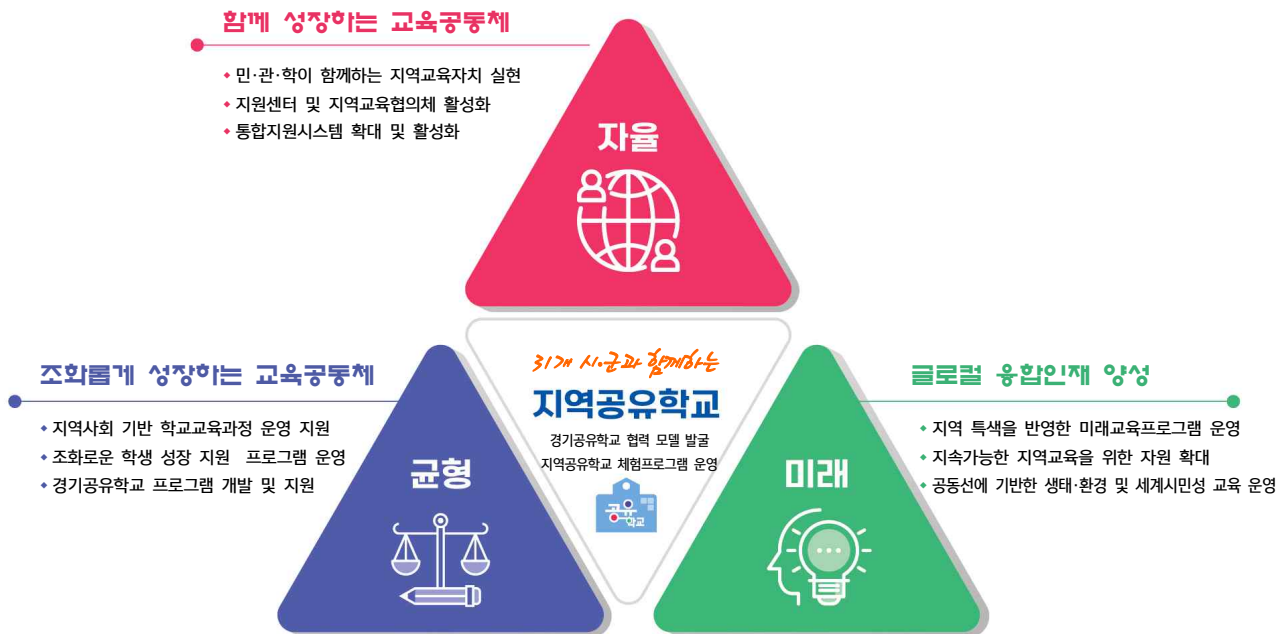 함께 성장하는 교육공동체
민·관·학이 함께하는 지역교육자치 실현
지원센터 및 지역교육협의체 활성화
통합지원시스템 확대 및 활성화
자율
조화롭게 성장하는 교육공동체
지역사회 기반 학교교육과정 운영 지원
조화로운 학생 성장 지원 프로그램 운영
경기공유학교 프로그램 개발 및 지원
균형
31개 시·군과 함께하는
지역공유학교
경기공유학교 협력 모델 발굴
지역공유학교 체험프로그램 운영
공유
학교
미래
글로컬 융합인재 양성
지역 특색을 반영한 미래교육프로그램 운영
지속가능한 지역교육을 위한 자원 확대
공동선에 기반한 생태·환경 및 세계시민성 교육 운영